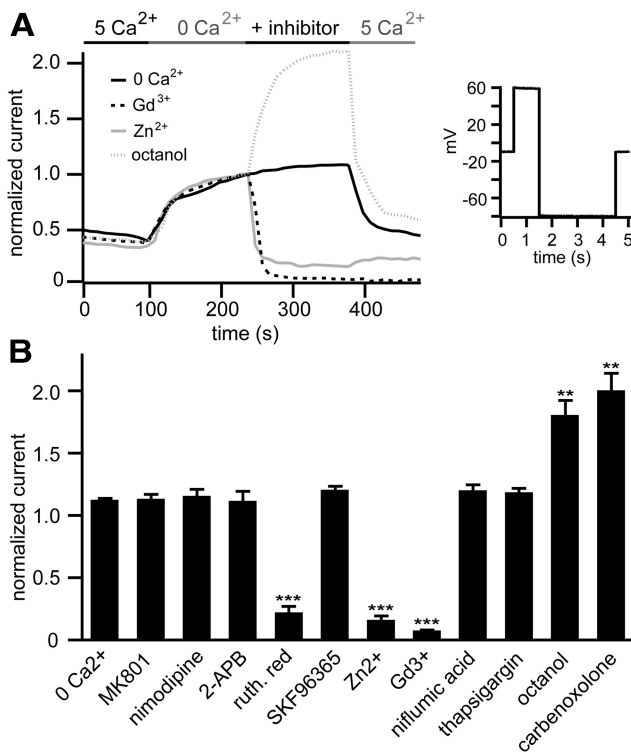 A
5 Ca2+ 0 Ca2+ + inhibitor 5 Ca2+
normalized current
2.0
1.5
1.0
0.5
0
0 Ca2+
Gd3+
Zn2+
octanol
0 100 200 300 400
time (s)
mV
60
20
-20
-60
0 1 2 3 4 5
time (s)
B
normalized current
2.0
1.5
1.0
0.5
0
*** *** *** ** **
0 Ca2+
MK801
nimodipine
2-APB
ruth. red
SKF96365
Zn2+
Gd3+
niflumic acid
thapsigargin
octanol
carbenoxolone